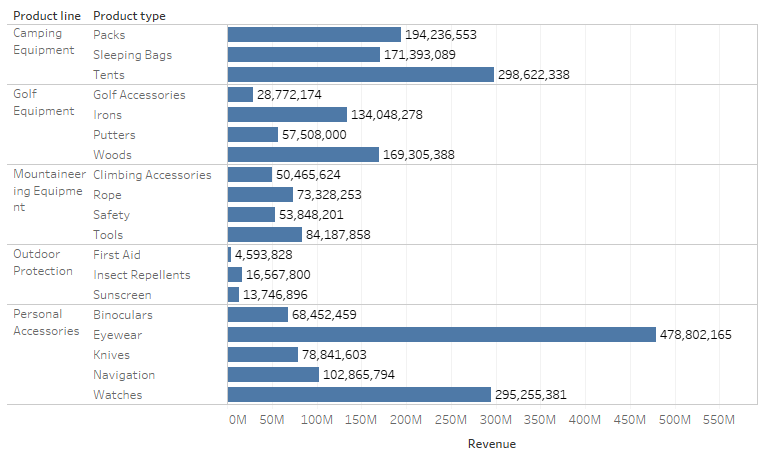 Product line Product type
Camping Equipment
Packs 194,236,553
Sleeping Bags 171,393,089
Tents 298,622,338
Golf Equipment
Golf Accessories 28,772,174
Irons 134,048,278
Putters 57,508,000
Woods 169,305,388
Mountaineer
ing Equipme
nt
Climbing Accessories 50,465,624
Rope 73,328,253
Safety 53,848,201
Tools 84,187,858
Outdoor Protection
First Aid 4,593,828
Insect Repellents 16,567,800
Sunscreen 13,746,896
Personal Accessories
Binoculars 68,452,459
Eyewear 478,802,165
Knives 78,841,603
Navigation 102,865,794
Watches 295,255,381
0M 50M 100M 150M 200M 250M 300M 350M 400M 450M 500M 550M
Revenue